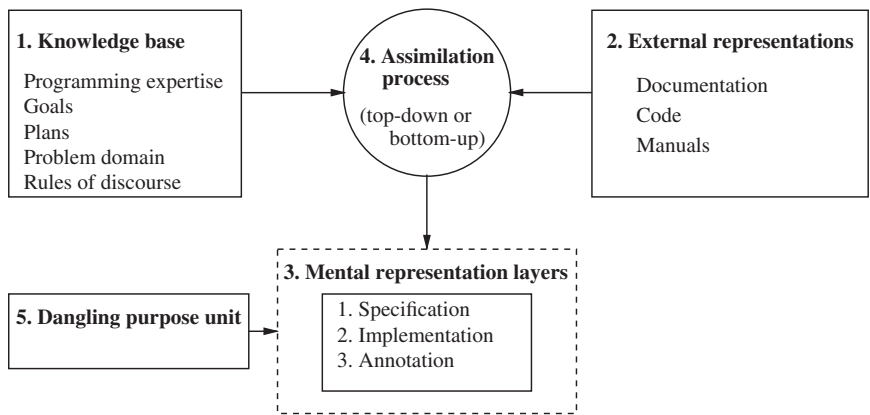 1. Knowledge base
Programming expertise
Goals
Plans
Problem domain
Rules of discourse
4. Assimilation
process
(top-down or
bottom-up)
2. External representations
Documentation
Code
Manuals
3. Mental representation layers
1. Specification
2. Implementation
3. Annotation
5. Dangling purpose unit